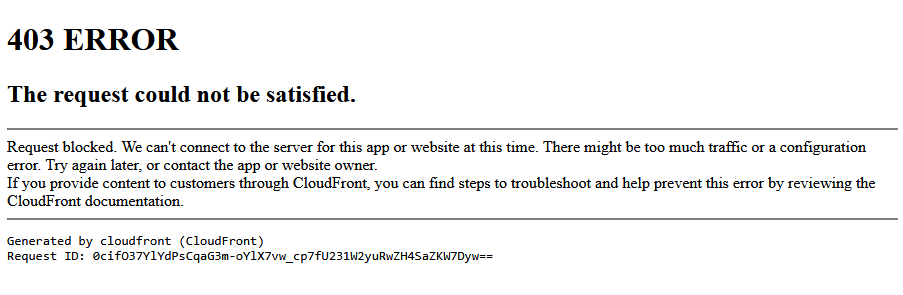 403 ERROR
The request could not be satisfied.
Request blocked. We can't connect to the server for this app or website at this time. There might be too much traffic or a configuration
error. Try again later, or contact the app or website owner.
If you provide content to customers through CloudFront, you can find steps to troubleshoot and help prevent this error by reviewing the
CloudFront documentation.
Generated by cloudfront (CloudFront)
Request ID: 0cifO37YlYdPsCqaG3m-oYlX7vw_cp7fU231W2yuRwZH4SaZKW7Dyw==